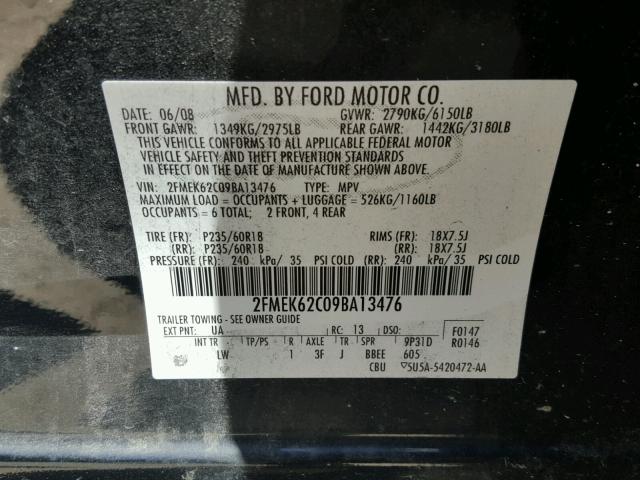 MFD. BY FORD MOTOR CO.
DATE: 06/08 GVWR: 2790KG/6150LB
FRONT GAWR: 1349KG/2975LB REAR GAWR: 1442KG/3180LB
THIS VEHICLE CONFORMS TO ALL APPLICABLE FEDERAL MOTOR
VEHICLE SAFETY AND THEFT PREVENTION STANDARDS
IN EFFECT ON THE DATE OF MANUFACTURE SHOWN ABOVE.
VIN: 2FMEK62C09BA13476 TYPE: MPV
MAXIMUM LOAD = OCCUPANTS + LUGGAGE = 526KG/1160LB
OCCUPANTS = 6 TOTAL; 2 FRONT, 4 REAR
TIRE (FR): P235/60R18 RIMS (FR): 18X7.5J
(RR): P235/60R18 (RR): 18X7.5J
PRESSURE (FR): 240 kPa/ 35 PSI COLD (RR): 240 kPa/ 35 PSI COLD
2FMEK62C09BA13476
TRAILER TOWING - SEE OWNER GUIDE
EXT PNT: UA RC: 13 DSO: F0147
INT TR TP/PS R AXLE TR SPR 9P31D R0146
LW 1 3F J BBEE 605
CBU 5U5A-5420472-AA